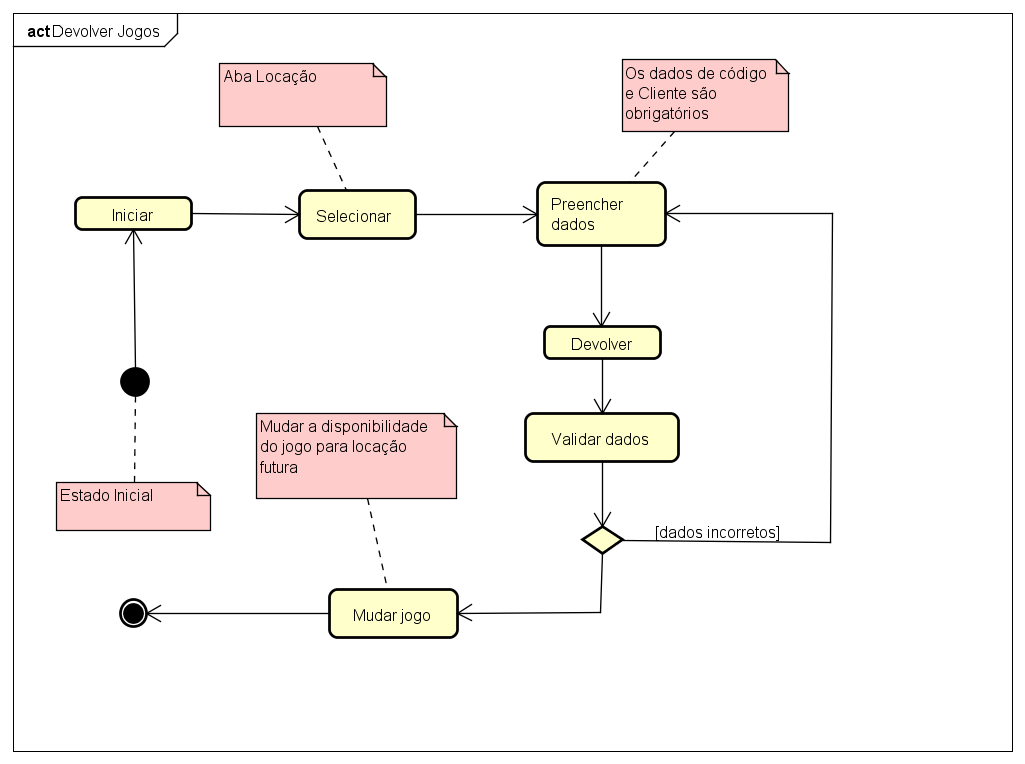 act Devolver Jogos
Aba Locação
Os dados de código
e Cliente são
obrigatórios
Iniciar
Selecionar
Preencher
dados
Devolver
Mudar a disponibilidade
do jogo para locação
futura
Validar dados
Estado Inicial
[dados incorretos]
Mudar jogo